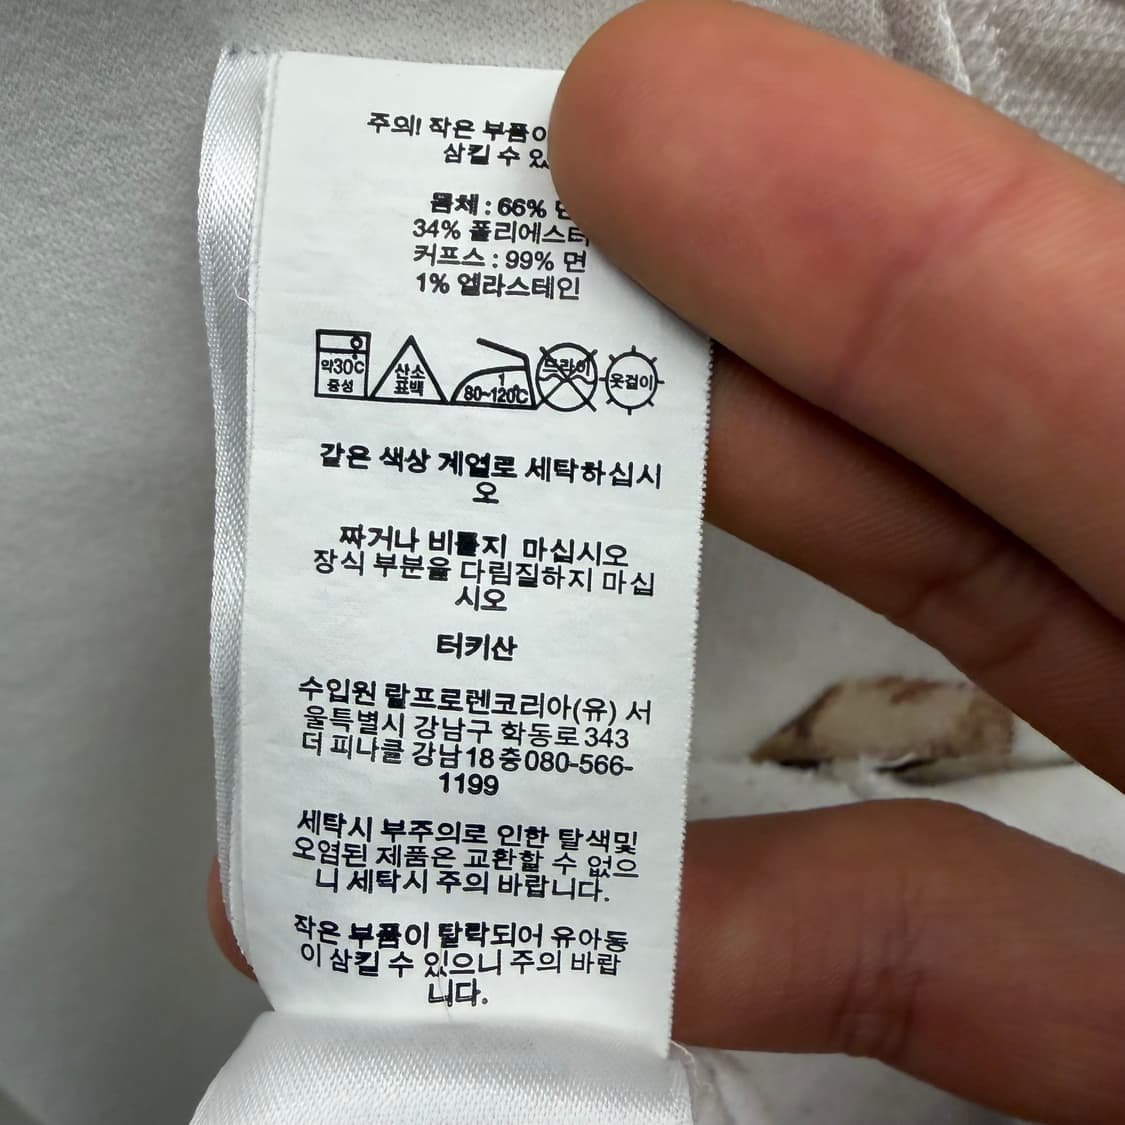 주의! 작은 부품이
삼킬 수
몸체 : 66%
34% 폴리에스터
커프스 : 99% 면
1% 엘라스테인
약30℃
중성
산소
표백
1
80~120℃
드라이
옷걸이
같은 색상 계열로 세탁하십시
오
짜거나 비틀지 마십시오
장식 부분을 다림질하지 마십
시오
터키산
수입원 랄프로렌코리아(유) 서
울특별시 강남구 학동로 343
더 피나클 강남 18 층 080-566-
1199
세탁시 부주의로 인한 탈색및
오염된 제품은 교환할 수 없으
니 세탁시 주의 바랍니다.
작은 부품이 탈락되어 유아동
이 삼킬 수 있으니 주의 바랍
니다.